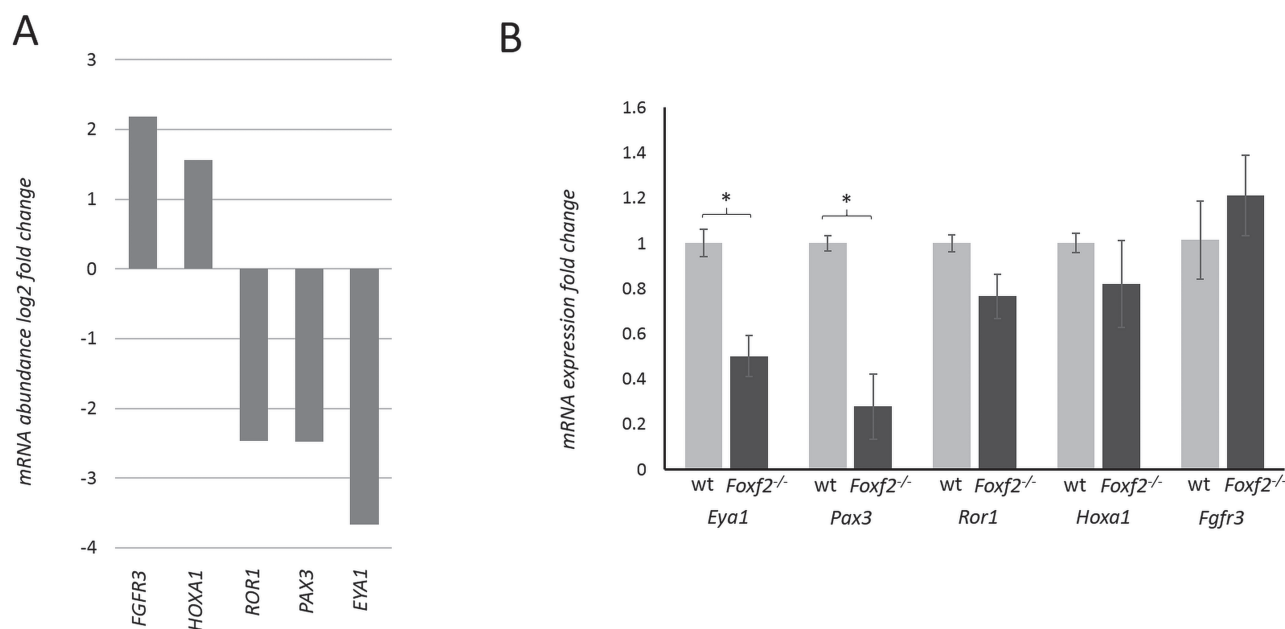 A
mRNA abundance log2 fold change
3
2
1
0
-1
-2
-3
-4
FGFR3
HOXA1
ROR1
PAX3
EYA1
B
mRNA expression fold change
1.6
1.4
1.2
1
0.8
0.6
0.4
0.2
0
* *
wt Foxf2-/- wt Foxf2-/- wt Foxf2-/- wt Foxf2-/- wt Foxf2-/-
Eya1 Pax3 Ror1 Hoxa1 Fgfr3